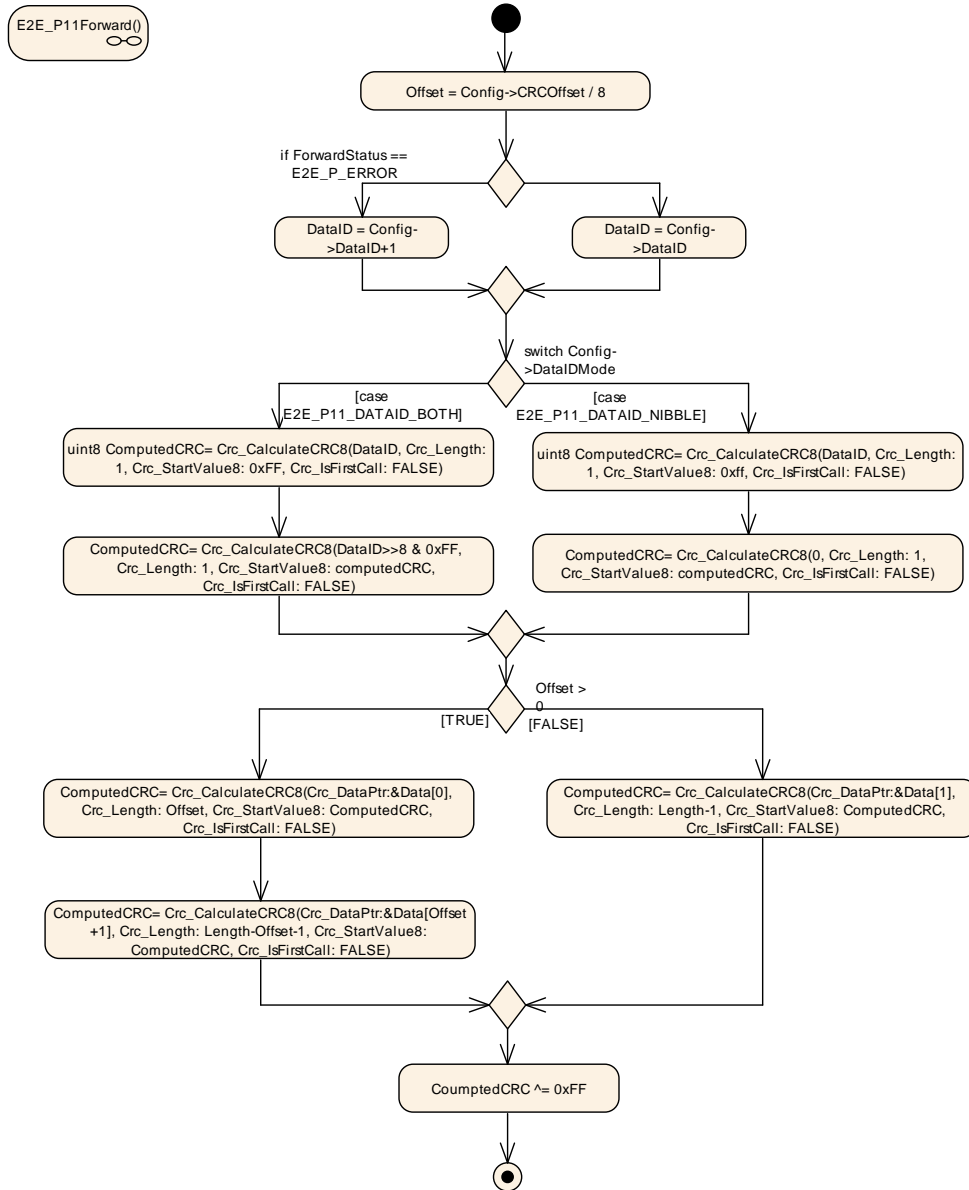 E2E_P11Forward()
Offset = Config->CRCOffset / 8
if ForwardStatus ==
E2E_P_ERROR
DataID = Config-
>DataID+1
DataID = Config-
>DataID
switch Config-
>DataIDMode
[case
E2E_P11_DATAID_BOTH]
[case
E2E_P11_DATAID_NIBBLE]
uint8 ComputedCRC= Crc_CalculateCRC8(DataID, Crc_Length:
1, Crc_StartValue8: 0xFF, Crc_IsFirstCall: FALSE)
uint8 ComputedCRC= Crc_CalculateCRC8(DataID, Crc_Length:
1, Crc_StartValue8: 0xff, Crc_IsFirstCall: FALSE)
ComputedCRC= Crc_CalculateCRC8(DataID>>8 & 0xFF,
Crc_Length: 1, Crc_StartValue8: computedCRC,
Crc_IsFirstCall: FALSE)
ComputedCRC= Crc_CalculateCRC8(0, Crc_Length: 1,
Crc_StartValue8: computedCRC, Crc_IsFirstCall: FALSE)
Offset >
0
[TRUE]
[FALSE]
ComputedCRC= Crc_CalculateCRC8(Crc_DataPtr:&Data[0],
Crc_Length: Offset, Crc_StartValue8: ComputedCRC,
Crc_IsFirstCall: FALSE)
ComputedCRC= Crc_CalculateCRC8(Crc_DataPtr:&Data[1],
Crc_Length: Length-1, Crc_StartValue8: ComputedCRC,
Crc_IsFirstCall: FALSE)
ComputedCRC= Crc_CalculateCRC8(Crc_DataPtr:&Data[Offset
+1], Crc_Length: Length-Offset-1, Crc_StartValue8:
ComputedCRC, Crc_IsFirstCall: FALSE)
CoumptedCRC ^= 0xFF